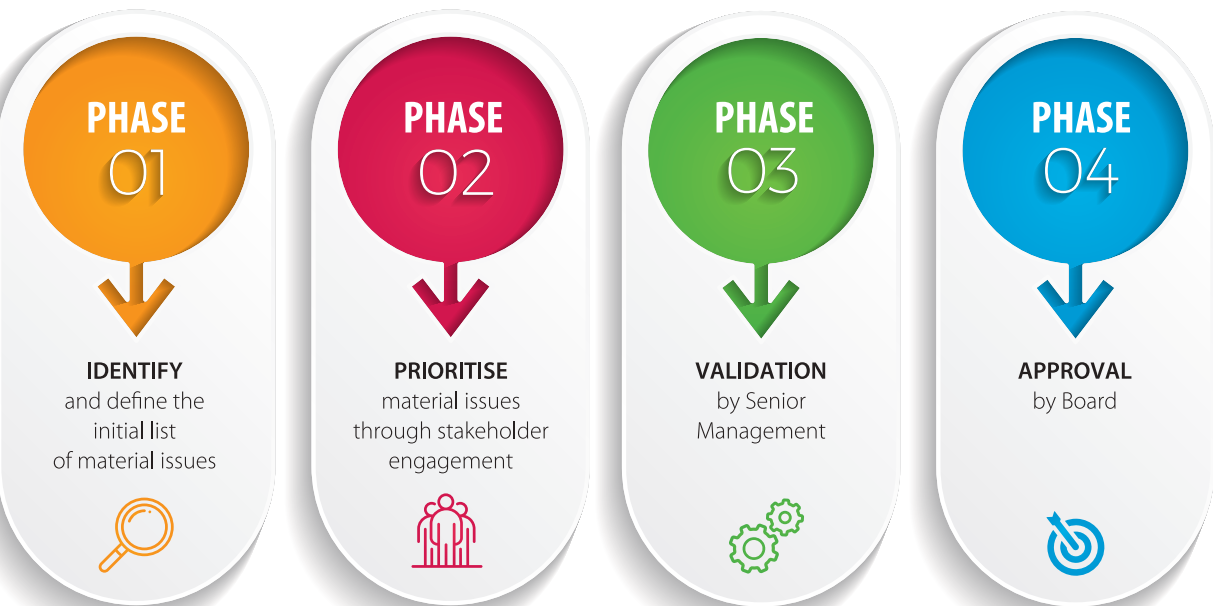 PHASE
01
IDENTIFY
and define the
initial list
of material issues
PHASE
02
PRIORITISE
material issues
through stakeholder
engagement
PHASE
03
VALIDATION
by Senior
Management
PHASE
04
APPROVAL
by Board